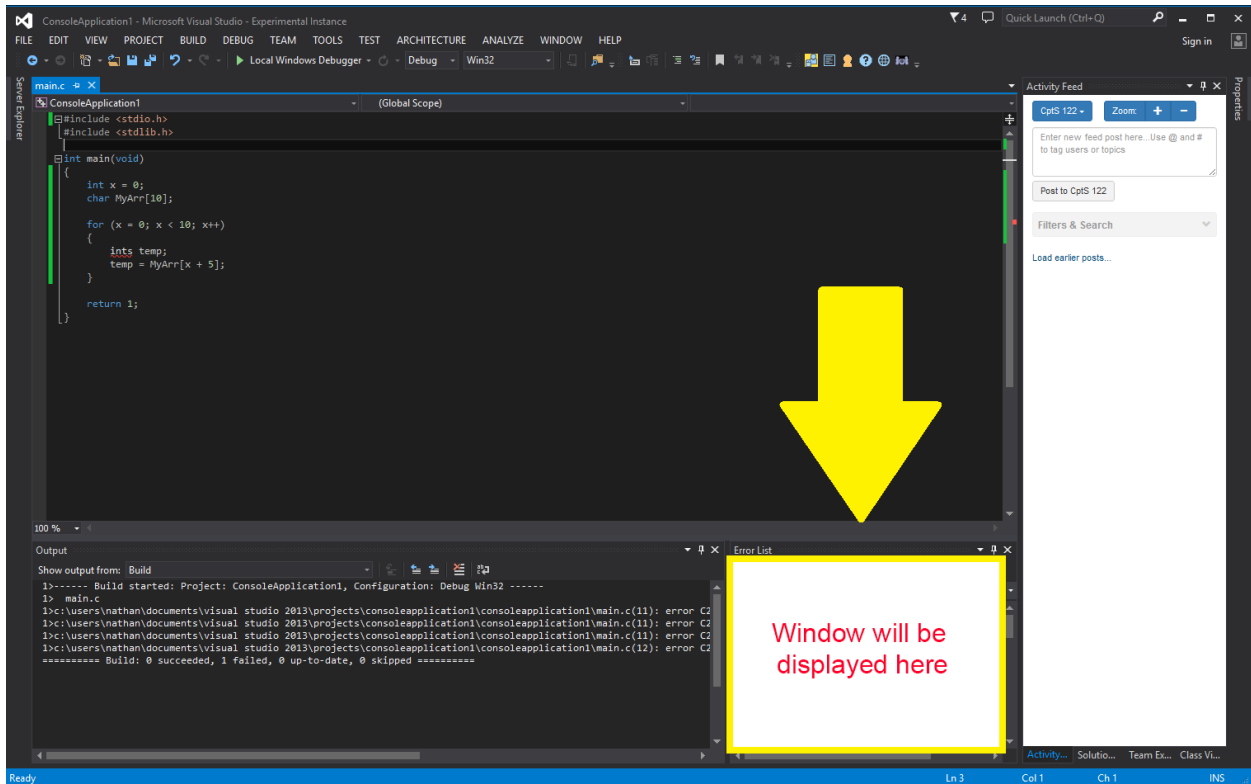 ConsoleApplication1 - Microsoft Visual Studio - Experimental Instance
4
Quick Launch (Ctrl+Q)
FILE EDIT VIEW PROJECT BUILD DEBUG TEAM TOOLS TEST ARCHITECTURE ANALYZE WINDOW HELP
Sign in
Local Windows Debugger
Debug
Win32
Server Explorer
main.c
ConsoleApplication1
(Global Scope)
#include <stdio.h>
#include <stdlib.h>
int main(void)
{
int x = 0;
char MyArr[10];
for (x = 0; x < 10; x++)
{
ints temp;
temp = MyArr[x + 5];
}
return 1;
}
100 %
Output
Show output from: Build
1>------ Build started: Project: ConsoleApplication1, Configuration: Debug Win32 ------
1> main.c
1>c:\users\nathan\documents\visual studio 2013\projects\consoleapplication1\consoleapplication1\main.c(11): error C2
1>c:\users\nathan\documents\visual studio 2013\projects\consoleapplication1\consoleapplication1\main.c(11): error C2
1>c:\users\nathan\documents\visual studio 2013\projects\consoleapplication1\consoleapplication1\main.c(11): error C2
1>c:\users\nathan\documents\visual studio 2013\projects\consoleapplication1\consoleapplication1\main.c(12): error C2
========== Build: 0 succeeded, 1 failed, 0 up-to-date, 0 skipped ==========
Error List
Window will be
displayed here
Activity Feed
CptS 122
Zoom: + −
Enter new feed post here...Use @ and #
to tag users or topics
Post to CptS 122
Filters & Search
Load earlier posts...
Activity... Solutio... Team Ex... Class Vi...
Properties
Ready
Ln 3
Col 1
Ch 1
INS